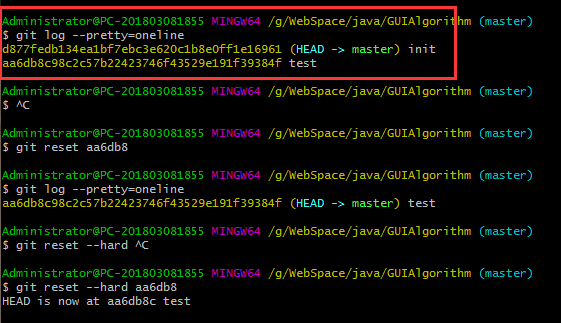 Administrator@PC-201803081855 MINGW64 /g/WebSpace/java/GUIAlgorithm (master)
$ git log --pretty=oneline
d877fedb134ea1bf7ebc3e620c1b8e0ff1e16961 (HEAD -> master) init
aa6db8c98c2c57b22423746f43529e191f39384f test
Administrator@PC-201803081855 MINGW64 /g/WebSpace/java/GUIAlgorithm (master)
$ ^C
Administrator@PC-201803081855 MINGW64 /g/WebSpace/java/GUIAlgorithm (master)
$ git reset aa6db8
Administrator@PC-201803081855 MINGW64 /g/WebSpace/java/GUIAlgorithm (master)
$ git log --pretty=oneline
aa6db8c98c2c57b22423746f43529e191f39384f (HEAD -> master) test
Administrator@PC-201803081855 MINGW64 /g/WebSpace/java/GUIAlgorithm (master)
$ git reset --hard ^C
Administrator@PC-201803081855 MINGW64 /g/WebSpace/java/GUIAlgorithm (master)
$ git reset --hard aa6db8
HEAD is now at aa6db8c test